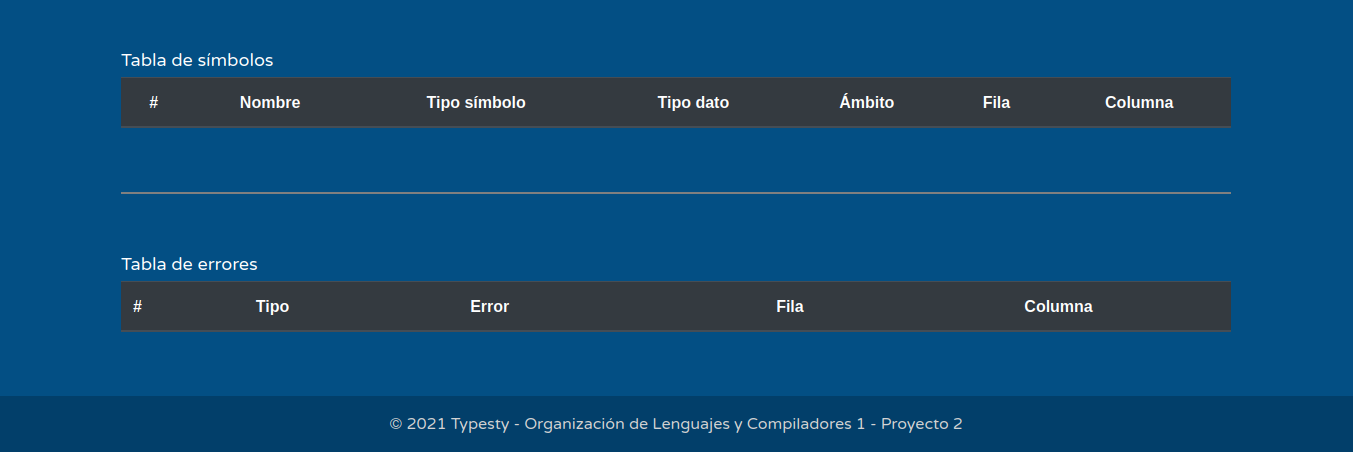 Tabla de símbolos
# Nombre Tipo símbolo Tipo dato Ámbito Fila Columna
Tabla de errores
# Tipo Error Fila Columna
© 2021 Typesty - Organización de Lenguajes y Compiladores 1 - Proyecto 2